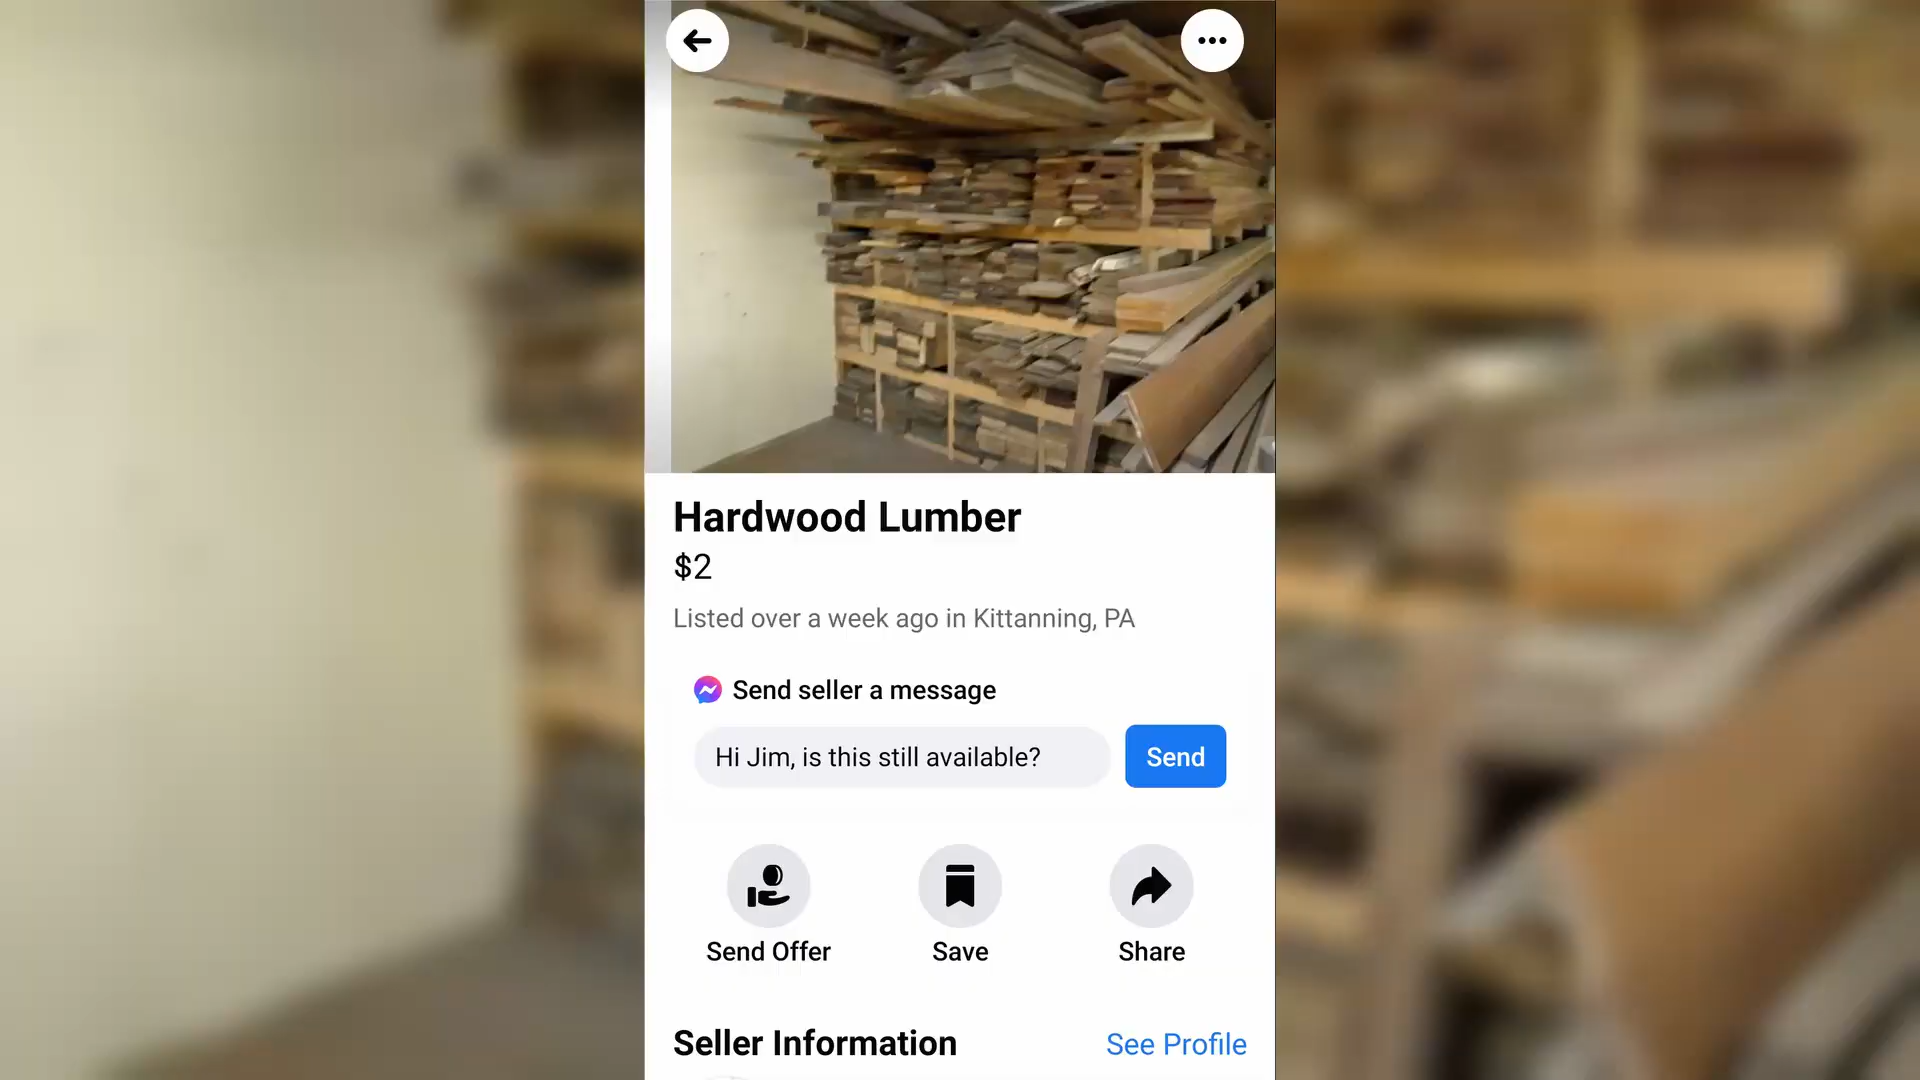 Hardwood Lumber
$2
Listed over a week ago in Kittanning, PA
Send seller a message
Hi Jim, is this still available?
Send
Send Offer
Save
Share
Seller Information
See Profile